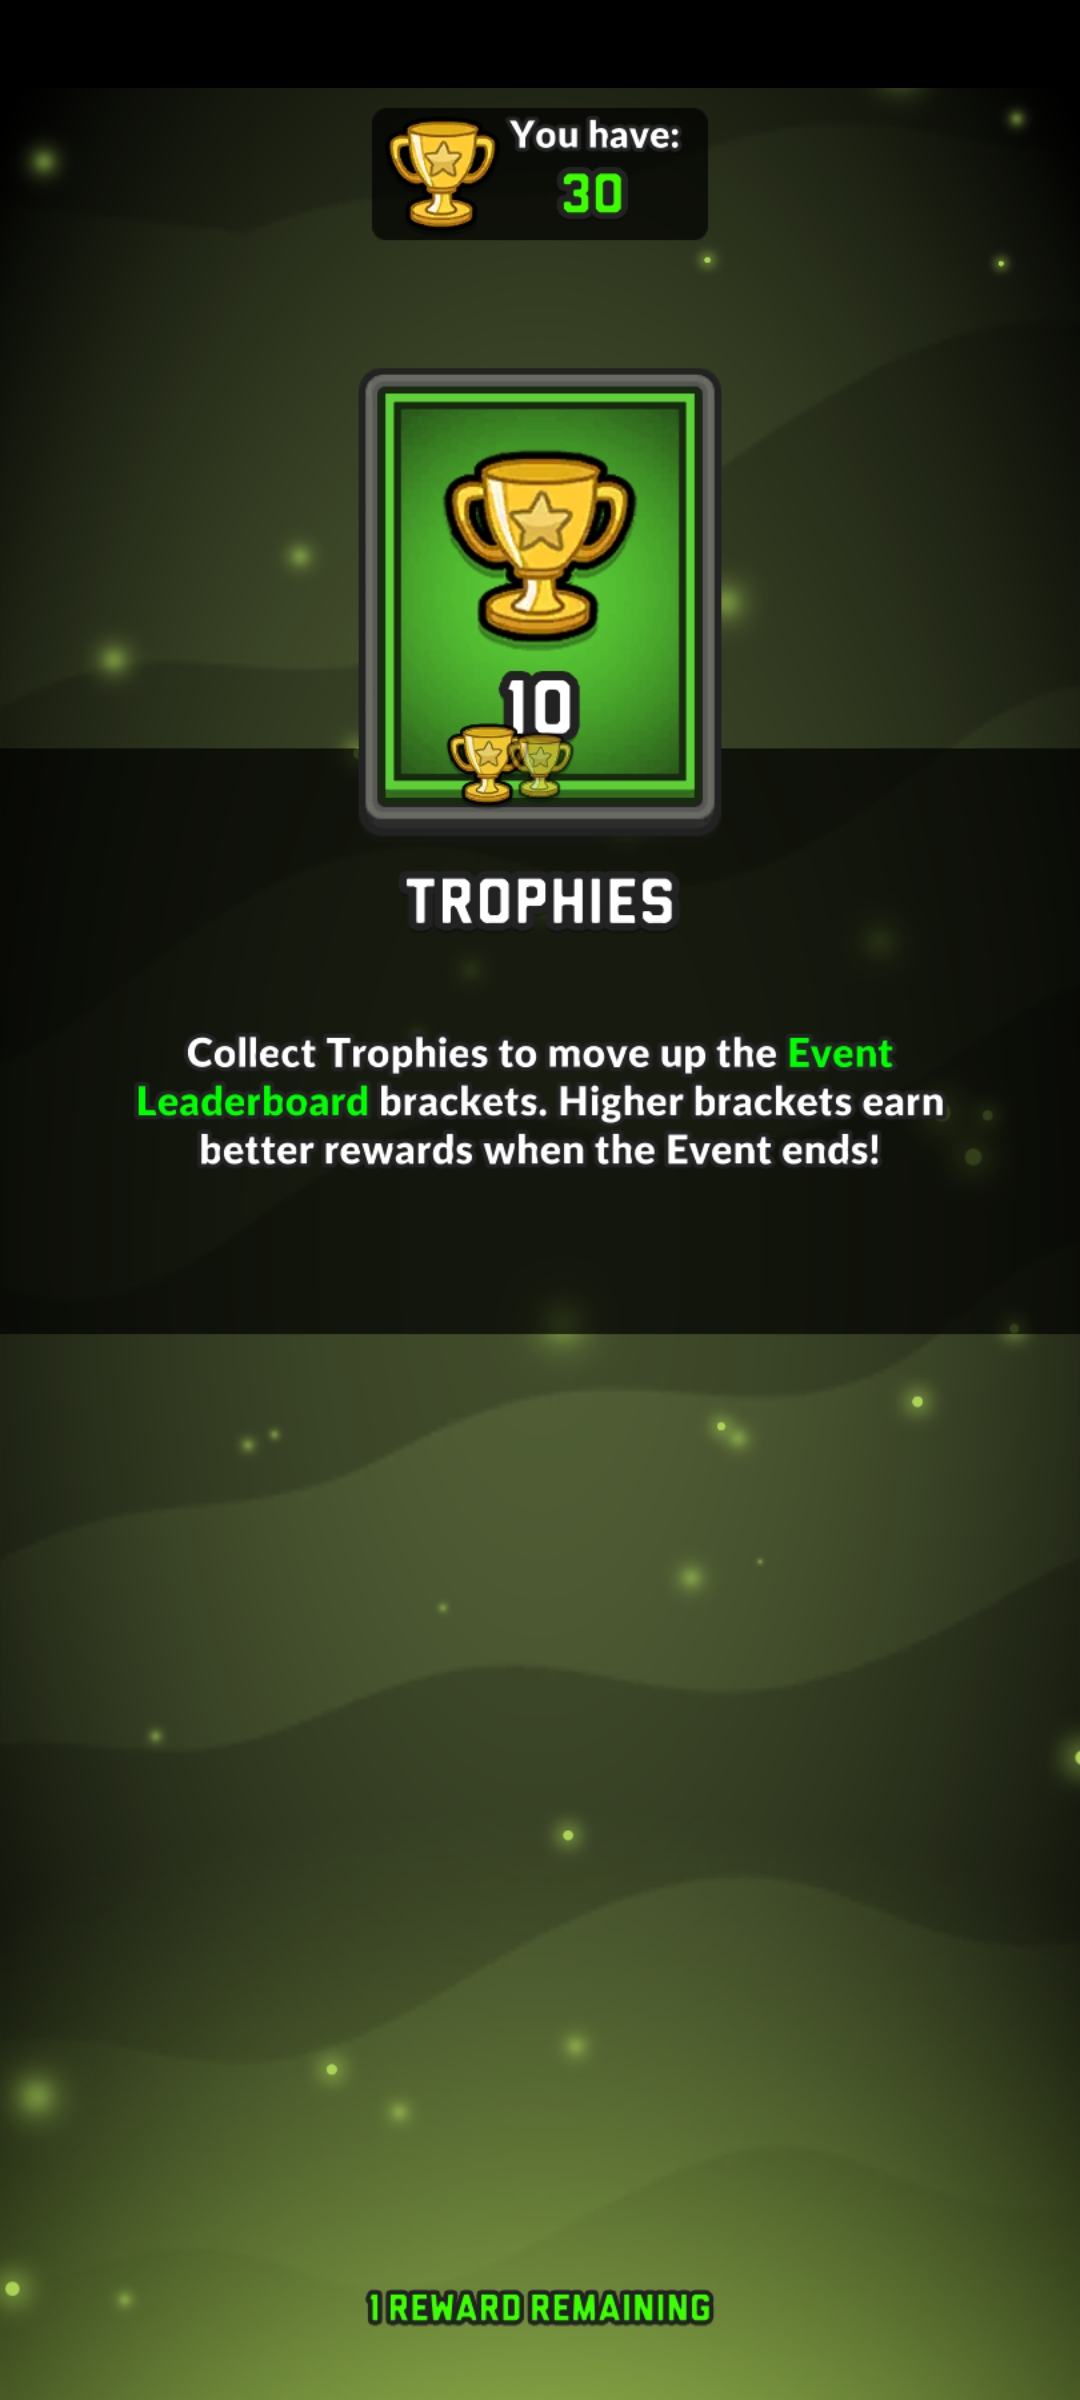 You have:
30
10
TROPHIES
Collect Trophies to move up the Event
Leaderboard brackets. Higher brackets earn
better rewards when the Event ends!
1 REWARD REMAINING